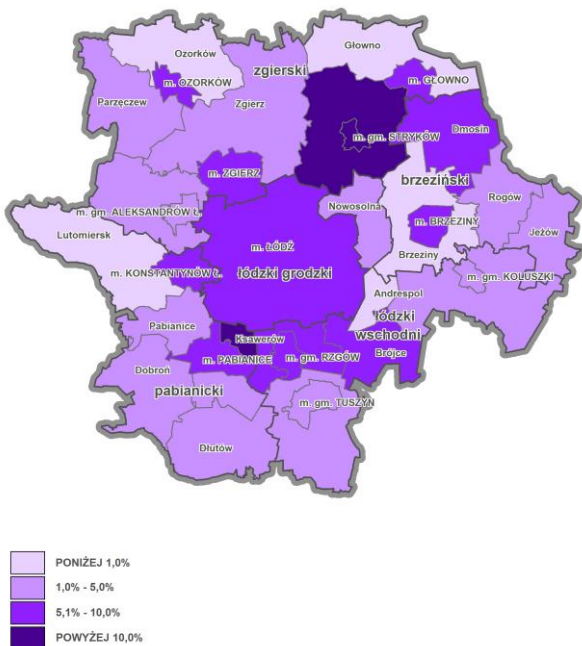 Ozorków
Głowno
zgierski
m. OZORKÓW
m. GŁOWNO
Parzęczew
Zgierz
Dmosin
m. gm. STRYKÓW
m. ZGIERZ
brzeziński
Rogów
Nowosolna
m. gm. ALEKSANDRÓW Ł.
m. BRZEZINY
Lutomiersk
Jeżów
m. ŁÓDŹ
Brzeziny
m. KONSTANTYNÓW Ł.
łódzki grodzki
m. gm. KOLUSZKI
Andrespol
łódzki
Pabianice
wschodni
Ksawerów
Brójce
m. PABIANICE
m. gm. RZGÓW
Dobroń
pabianicki
m. gm. TUSZYN
Dłutów
PONIŻEJ 1,0%
1,0% - 5,0%
5,1% - 10,0%
POWYŻEJ 10,0%